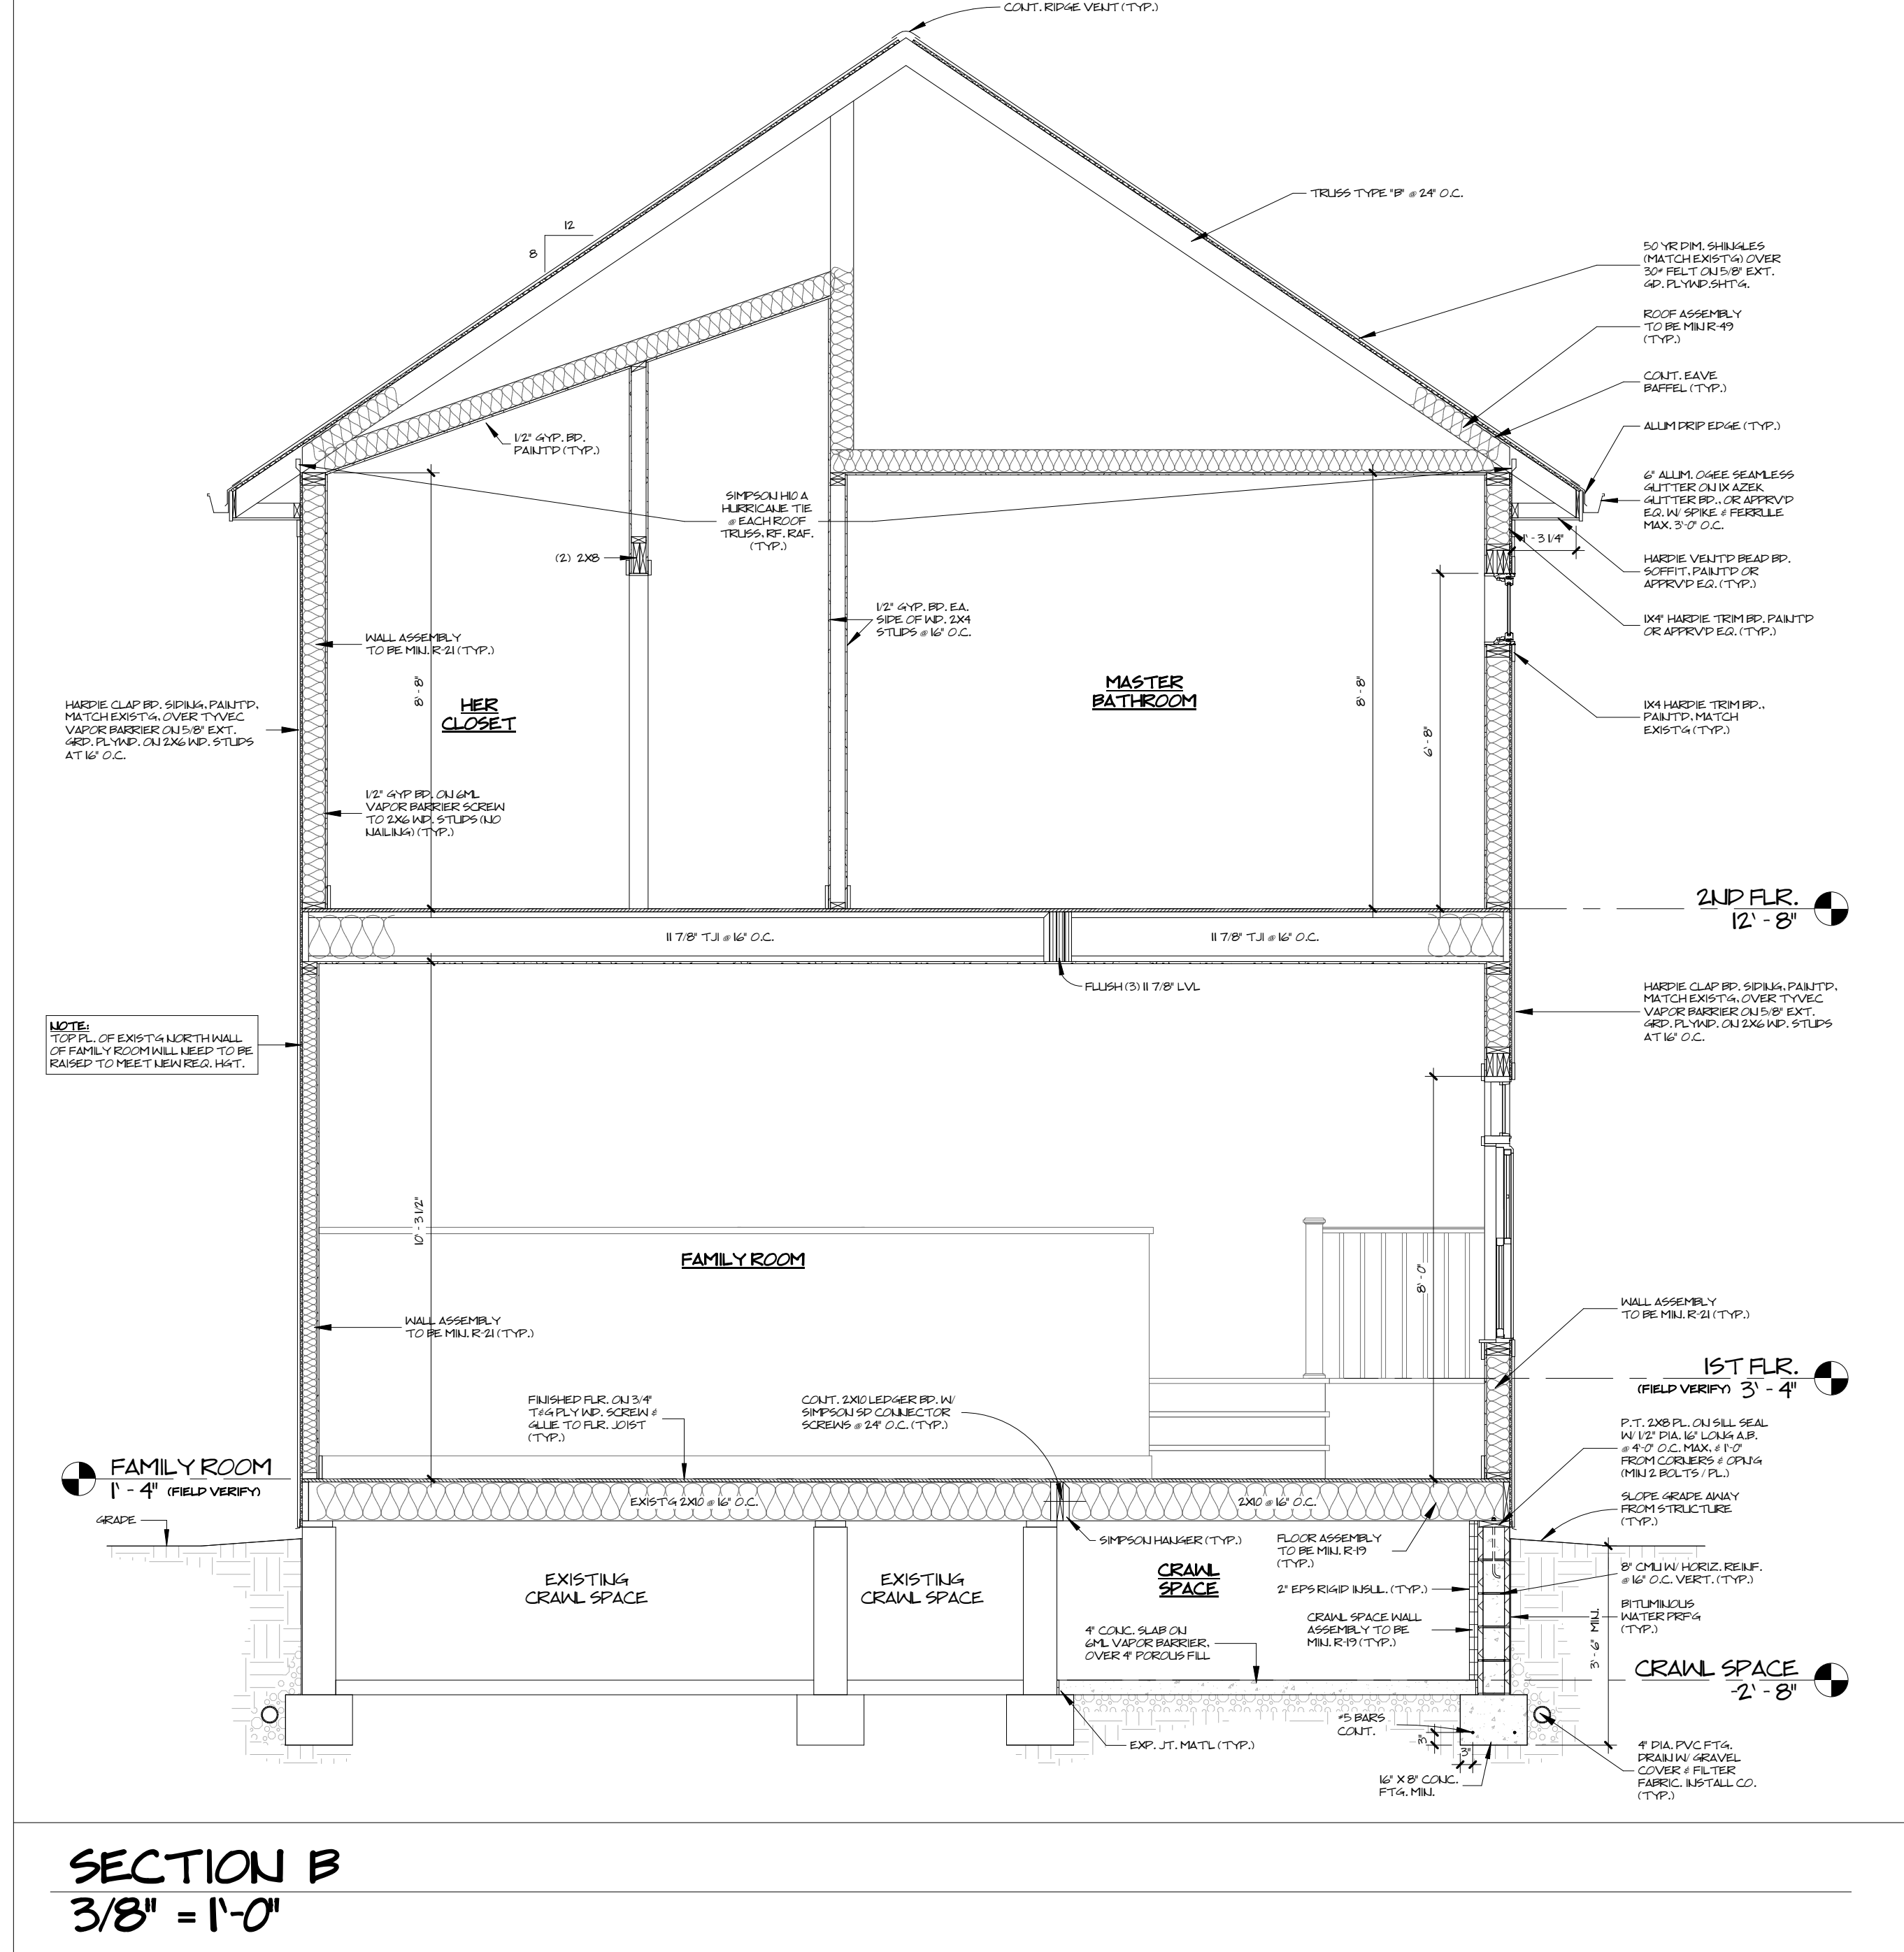 CONT. RIDGE VENT (TYP.)
TRUSS TYPE "B" @ 24" O.C.
12
8
50 YR DIM. SHINGLES
(MATCH EXIST'G) OVER
30# FELT ON 5/8" EXT.
GD. PLYWD.SHT'G.
ROOF ASSEMBLY
TO BE MIN R-49
(TYP.)
CONT. EAVE
BAFFEL (TYP.)
ALUM DRIP EDGE (TYP.)
6" ALUM. OGEE SEAMLESS
GUTTER ON 1X AZEK
GUTTER BD., OR APPRV'D
EQ. W/ SPIKE & FERRULE
MAX. 3'-0" O.C.
1' - 3 1/4"
HARDIE VENT'D BEAD BD.
SOFFIT, PAINT'D OR
APPRV'D EQ. (TYP.)
1X4" HARDIE TRIM BD. PAINT'D
OR APPRV'D EQ. (TYP.)
1X4 HARDIE TRIM BD.,
PAINT'D, MATCH
EXIST'G (TYP.)
1/2" GYP. BD.
PAINT'D (TYP.)
SIMPSON H10 A
HURRICANE TIE
@ EACH ROOF
TRUSS, RF. RAF.
(TYP.)
(2) 2X8
1/2" GYP. BD. EA.
SIDE OF WD. 2X4
STUDS @ 16" O.C.
WALL ASSEMBLY
TO BE MIN. R-21 (TYP.)
8' - 8"
HER
CLOSET
MASTER
BATHROOM
8' - 8"
6' - 8"
HARDIE CLAP BD. SIDING, PAINT'D,
MATCH EXIST'G, OVER TYVEC
VAPOR BARRIER ON 5/8" EXT.
GRD. PLYWD. ON 2X6 WD. STUDS
AT 16" O.C.
1/2" GYP BD. ON 6ML
VAPOR BARRIER SCREW
TO 2X6 WD. STUDS (NO
NAILING) (TYP.)
2ND FLR.
12' - 8"
11 7/8" TJI @ 16" O.C.
11 7/8" TJI @ 16" O.C.
FLUSH (3) 11 7/8" LVL
HARDIE CLAP BD. SIDING, PAINT'D,
MATCH EXIST'G, OVER TYVEC
VAPOR BARRIER ON 5/8" EXT.
GRD. PLYWD. ON 2X6 WD. STUDS
AT 16" O.C.
NOTE:
TOP PL. OF EXIST'G NORTH WALL
OF FAMILY ROOM WILL NEED TO BE
RAISED TO MEET NEW REQ. HGT.
10' - 3 1/2"
FAMILY ROOM
8' - 0"
WALL ASSEMBLY
TO BE MIN. R-21 (TYP.)
WALL ASSEMBLY
TO BE MIN. R-21 (TYP.)
1ST FLR.
(FIELD VERIFY) 3' - 4"
FINISHED FLR. ON 3/4"
T&G PLY WD. SCREW &
GLUE TO FLR. JOIST
(TYP.)
CONT. 2X10 LEDGER BD. W/
SIMPSON SD CONNECTOR
SCREWS @ 24" O.C. (TYP.)
P.T. 2X8 PL. ON SILL SEAL
W/ 1/2" DIA. 16" LONG A.B.
@ 4'-0" O.C. MAX. & 1'-0"
FROM CORNERS & OPN'G
(MIN 2 BOLTS / PL.)
FAMILY ROOM
1' - 4" (FIELD VERIFY)
GRADE
EXIST'G 2X10 @ 16" O.C.
2X10 @ 16" O.C.
SLOPE GRADE AWAY
FROM STRUCTURE
(TYP.)
SIMPSON HANGER (TYP.)
FLOOR ASSEMBLY
TO BE MIN. R-19
(TYP.)
EXISTING
CRAWL SPACE
EXISTING
CRAWL SPACE
CRAWL
SPACE
2" EPS RIGID INSUL. (TYP.)
8" CMU W/ HORIZ. REINF.
@ 16" O.C. VERT. (TYP.)
BITUMINOUS
WATER PRF'G
(TYP.)
CRAWL SPACE WALL
ASSEMBLY TO BE
MIN. R-19 (TYP.)
4" CONC. SLAB ON
6ML VAPOR BARRIER,
OVER 4" POROUS FILL
3' - 6" MIN.
CRAWL SPACE
-2' - 8"
#5 BARS
CONT.
3"
3"
EXP. JT. MAT'L (TYP.)
16" X 8" CONC.
FTG. MIN.
4" DIA. PVC FTG.
DRAIN W/ GRAVEL
COVER & FILTER
FABRIC. INSTALL CO.
(TYP.)
SECTION B
3/8" = 1'-0"